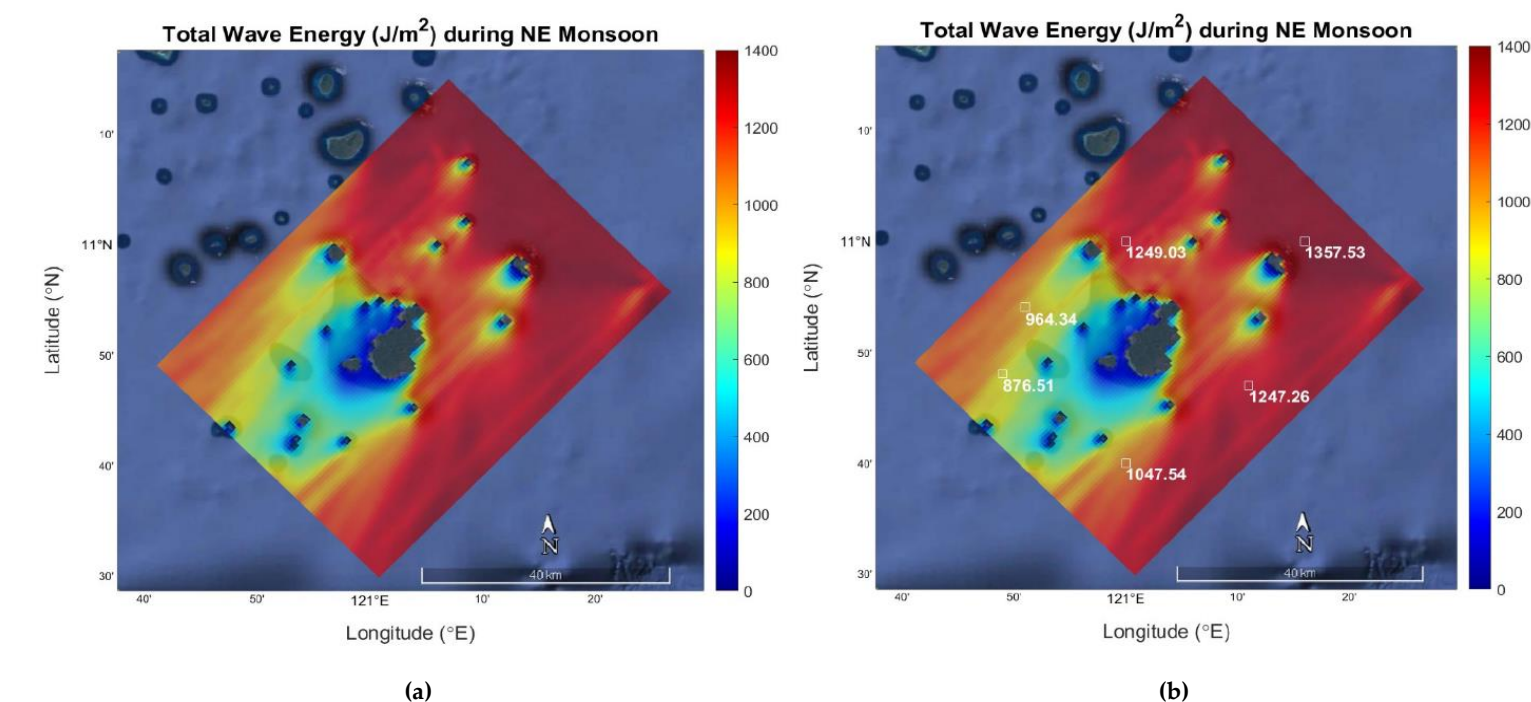 Total Wave Energy (J/m²) during NE Monsoon
1400
1200
1000
800
600
400
200
0
10'
11°N
50'
40'
30'
Latitude (°N)
40'
50'
121°E
10'
20'
Longitude (°E)
N
40 km
(a)
Total Wave Energy (J/m²) during NE Monsoon
1400
1200
1000
800
600
400
200
0
10'
11°N
50'
40'
30'
Latitude (°N)
1249.03
1357.53
964.34
876.51
1247.26
1047.54
40'
50'
121°E
10'
20'
Longitude (°E)
N
40 km
(b)